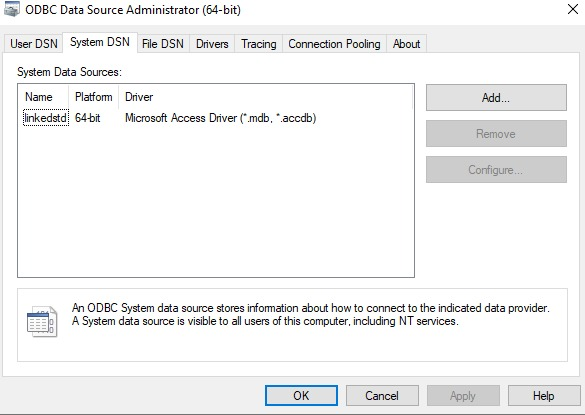 ODBC Data Source Administrator (64-bit)
User DSN System DSN File DSN Drivers Tracing Connection Pooling About
System Data Sources:
Name Platform Driver
linkedstd 64-bit Microsoft Access Driver (*.mdb, *.accdb)
Add...
Remove
Configure...
An ODBC System data source stores information about how to connect to the indicated data provider.
A System data source is visible to all users of this computer, including NT services.
OK Cancel Apply Help